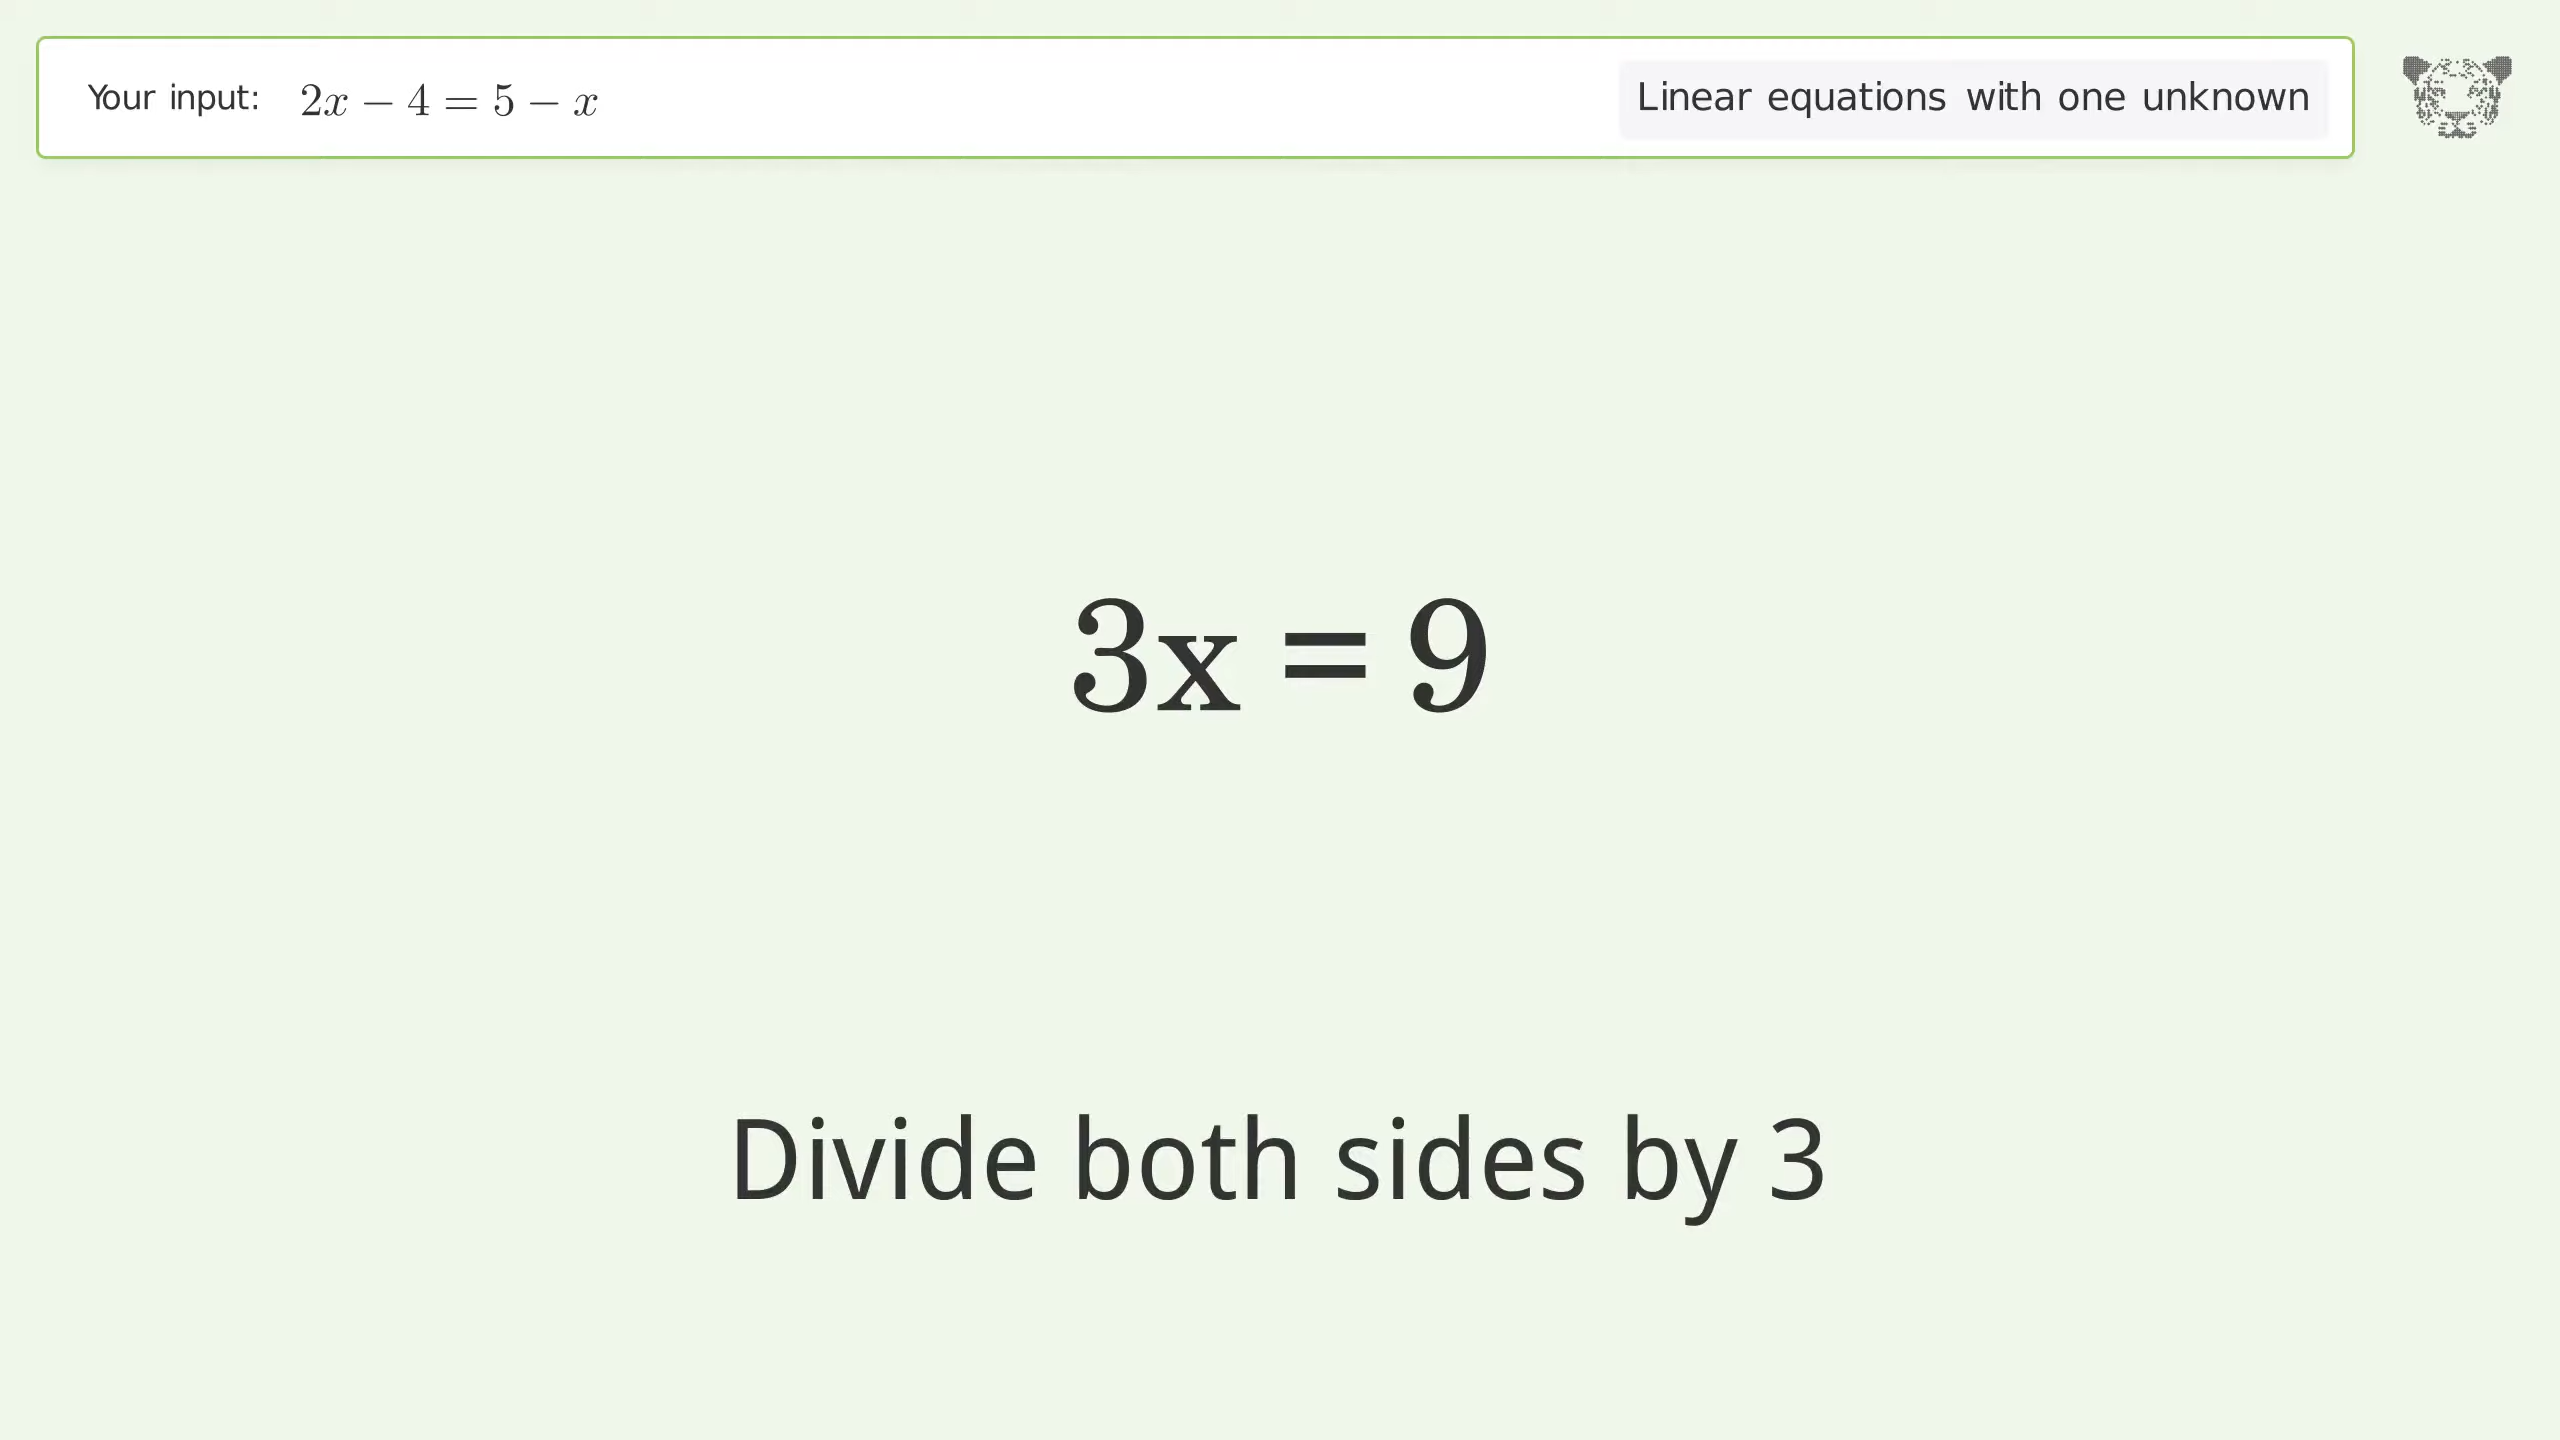 Your input: 2x − 4 = 5 − x Linear equations with one unknown
3x = 9
Divide both sides by 3